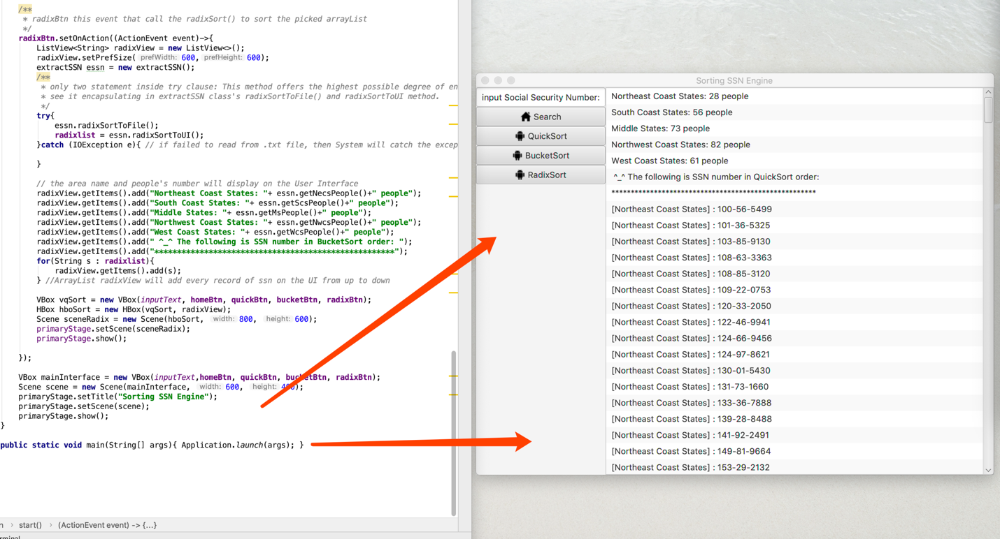 /**
* radixBtn this event that call the radixSort() to sort the picked arrayList
*/
radixBtn.setOnAction((ActionEvent event)->{
ListView<String> radixView = new ListView<>();
radixView.setPrefSize( prefWidth: 600, prefHeight: 600);
extractSSN essn = new extractSSN();
/**
* only two statement inside try clause: This method offers the highest possible degree of en
* see it encapsulating in extractSSN class's radixSortToFile() and radixSortToUI method.
*/
try{
essn.radixSortToFile();
radixlist = essn.radixSortToUI();
}catch (IOException e){ // if failed to read from .txt file, then System will catch the excep
}
// the area name and people's number will display on the User Interface
radixView.getItems().add("Northeast Coast States: "+ essn.getNecsPeople()+" people");
radixView.getItems().add("South Coast States: "+ essn.getScsPeople()+" people");
radixView.getItems().add("Middle States: "+ essn.getMsPeople()+" people");
radixView.getItems().add("Northwest Coast States: "+ essn.getNwcsPeople()+" people");
radixView.getItems().add("West Coast States: "+ essn.getWcsPeople()+" people");
radixView.getItems().add(" ^_^ The following is SSN number in BucketSort order: ");
radixView.getItems().add("*****************************************************");
for(String s : radixlist){
radixView.getItems().add(s);
} //ArrayList radixView will add every record of ssn on the UI from up to down
VBox vqSort = new VBox(inputText, homeBtn, quickBtn, bucketBtn, radixBtn);
HBox hboSort = new HBox(vqSort, radixView);
Scene sceneRadix = new Scene(hboSort, width: 800, height: 600);
primaryStage.setScene(sceneRadix);
primaryStage.show();
});
VBox mainInterface = new VBox(inputText,homeBtn, quickBtn, bucketBtn, radixBtn);
Scene scene = new Scene(mainInterface, width: 600, height: 400);
primaryStage.setTitle("Sorting SSN Engine");
primaryStage.setScene(scene);
primaryStage.show();
}
public static void main(String[] args){ Application.launch(args); }
n › start() › (ActionEvent event) -> {...}
rminal
Sorting SSN Engine
input Social Security Number:
Search
QuickSort
BucketSort
RadixSort
Northeast Coast States: 28 people
South Coast States: 56 people
Middle States: 73 people
Northwest Coast States: 82 people
West Coast States: 61 people
^_^ The following is SSN number in QuickSort order:
*****************************************************
[Northeast Coast States] : 100-56-5499
[Northeast Coast States] : 101-36-5325
[Northeast Coast States] : 103-85-9130
[Northeast Coast States] : 108-63-3363
[Northeast Coast States] : 108-85-3120
[Northeast Coast States] : 109-22-0753
[Northeast Coast States] : 120-33-2050
[Northeast Coast States] : 122-46-9941
[Northeast Coast States] : 124-66-9456
[Northeast Coast States] : 124-97-8621
[Northeast Coast States] : 130-01-5430
[Northeast Coast States] : 131-73-1660
[Northeast Coast States] : 133-36-7888
[Northeast Coast States] : 139-28-8488
[Northeast Coast States] : 141-92-2491
[Northeast Coast States] : 149-81-9664
[Northeast Coast States] : 153-29-2132